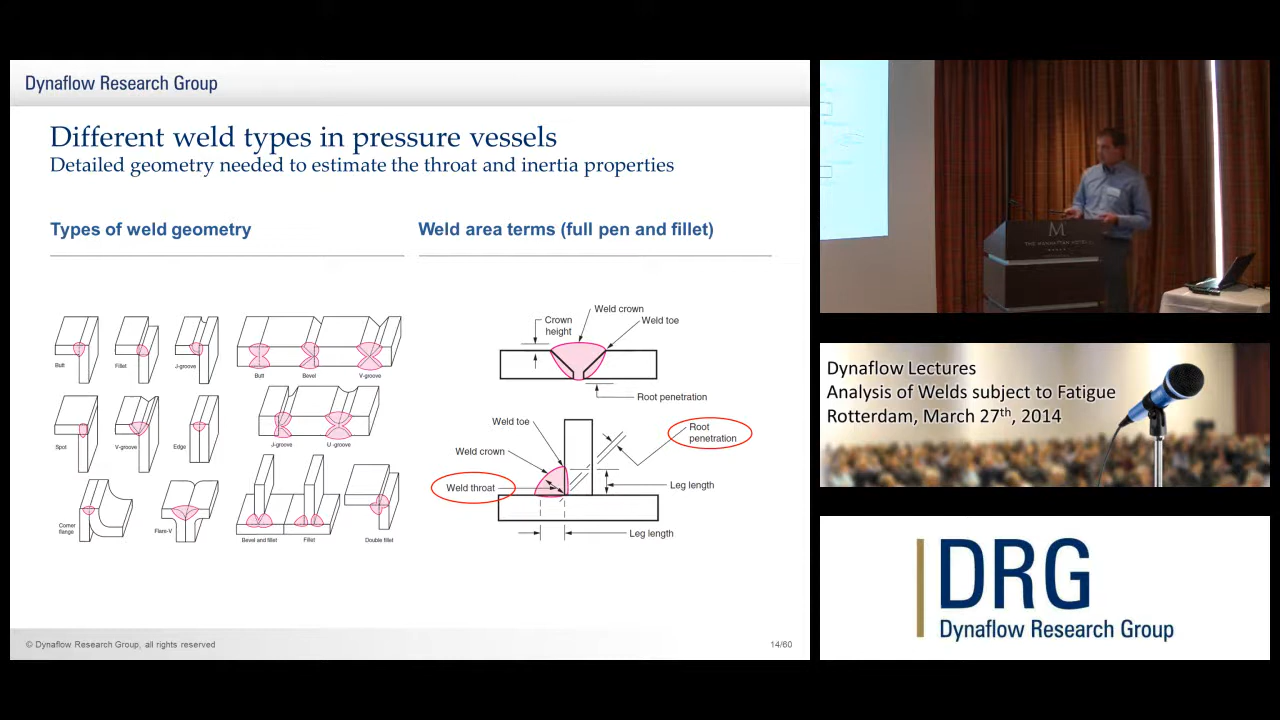 Dynaflow Research Group
Different weld types in pressure vessels
Detailed geometry needed to estimate the throat and inertia properties
Types of weld geometry
Weld area terms (full pen and fillet)
Butt
Fillet
J-groove
Butt
Bevel
V-groove
Spot
V-groove
Edge
J-groove
U-groove
Corner
flange
Flare-V
Bevel and fillet
Fillet
Double fillet
Weld crown
Crown
height
Weld toe
Root penetration
Weld toe
Root
penetration
Weld crown
Weld throat
Leg length
Leg length
© Dynaflow Research Group, all rights reserved
14/60
M
THE MANHATTAN HOTEL
Dynaflow Lectures
Analysis of Welds subject to Fatigue
Rotterdam, March 27th, 2014
DRG
Dynaflow Research Group